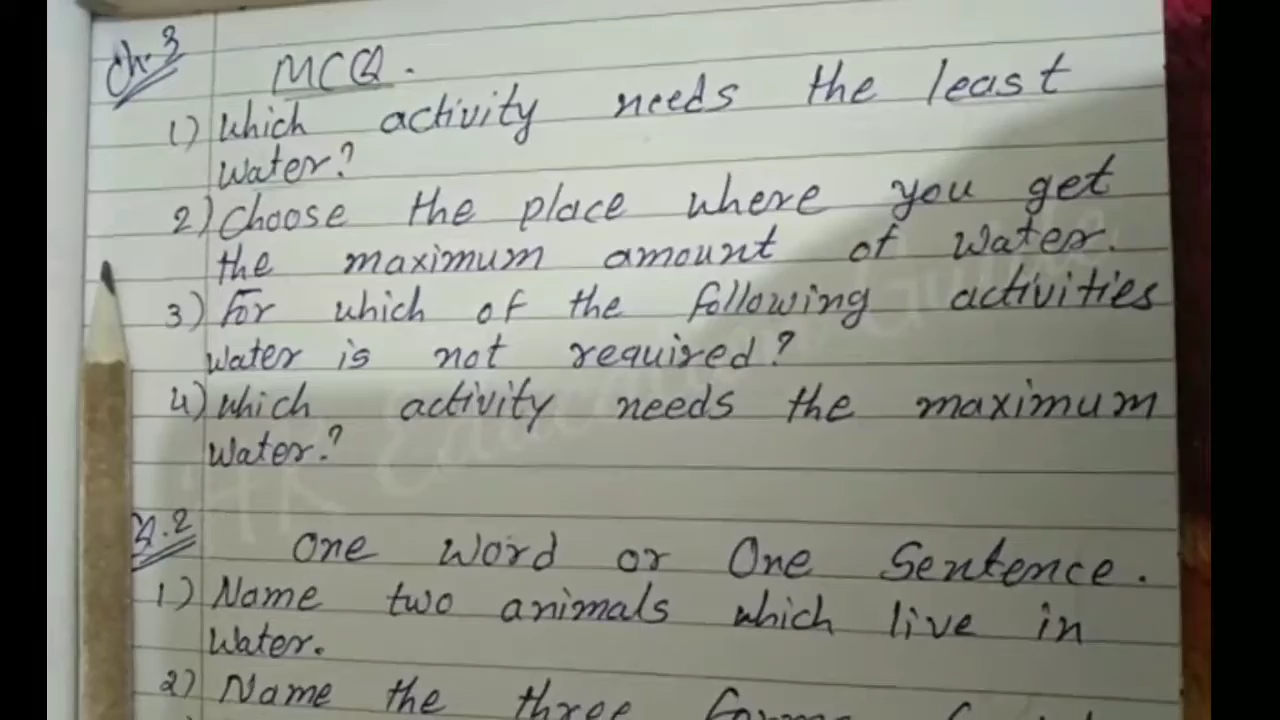 Ch.3 MCQ.
1) Which activity needs the least
Water?
2) Choose the place where you get
the maximum amount of water.
3) For which of the following activities
water is not required?
4) Which activity needs the maximum
Water?
2
One Word or One Sentence.
1) Name two animals which live in
Water.
2) Name the three